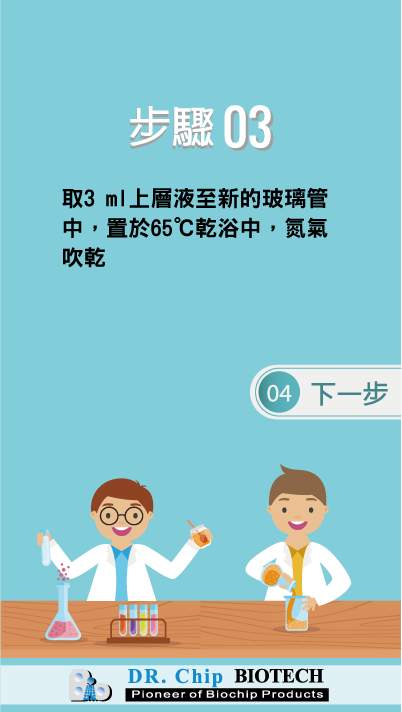 步驟 03
取3 ml上層液至新的玻璃管
中，置於65℃乾浴中，氮氣
吹乾
04 下一步
DR. Chip BIOTECH
Pioneer of Biochip Products